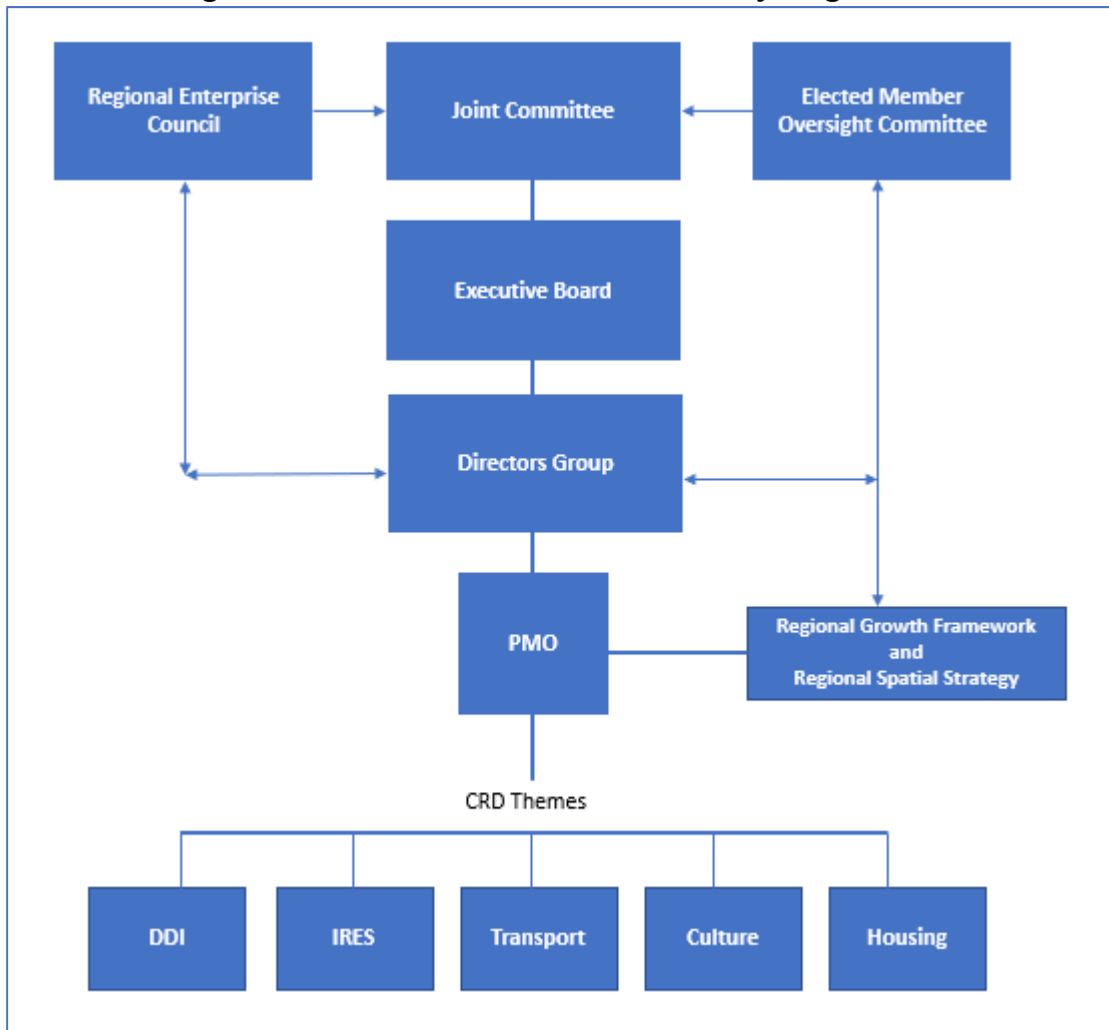 Regional Enterprise
Council
Joint Committee
Elected Member
Oversight Committee
Executive Board
Directors Group
PMO
Regional Growth Framework
and
Regional Spatial Strategy
CRD Themes
DDI
IRES
Transport
Culture
Housing